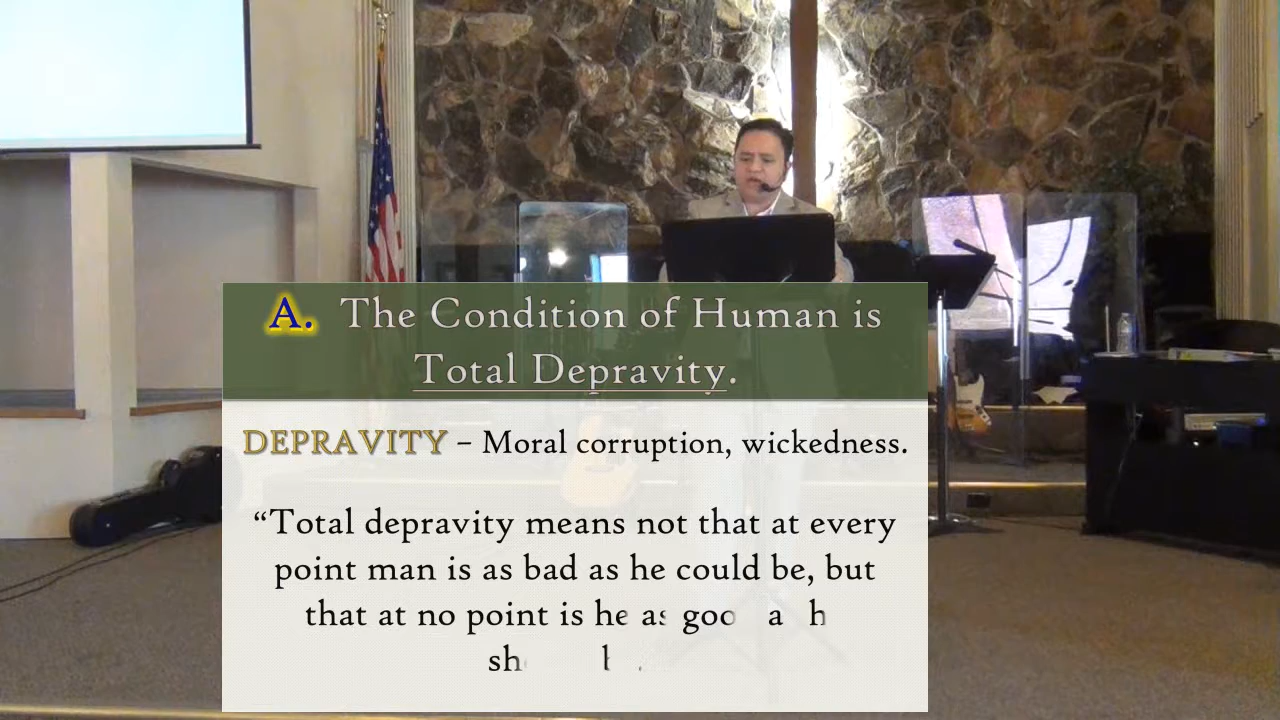 A. The Condition of Human is
Total Depravity.
DEPRAVITY – Moral corruption, wickedness.
“Total depravity means not that at every
point man is as bad as he could be, but
that at no point is he as